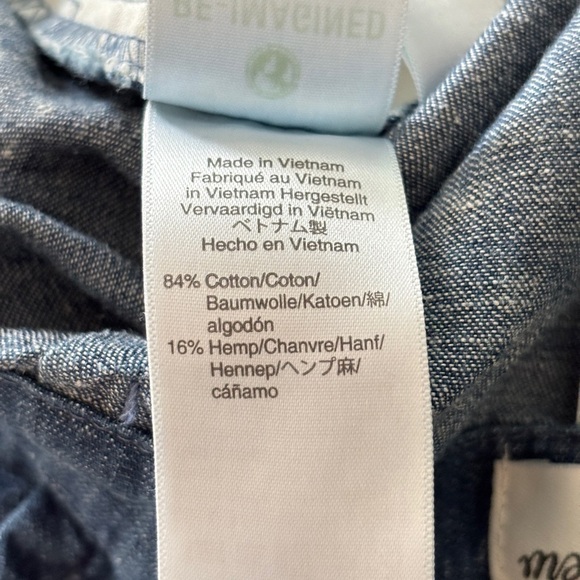 RE-IMAGINED
Made in Vietnam
Fabriqué au Vietnam
in Vietnam Hergestellt
Vervaardigd in Viëtnam
ベトナム製
Hecho en Vietnam
84% Cotton/Coton/
Baumwolle/Katoen/綿/
algodón
16% Hemp/Chanvre/Hanf/
Hennep/ヘンプ麻/
cáñamo